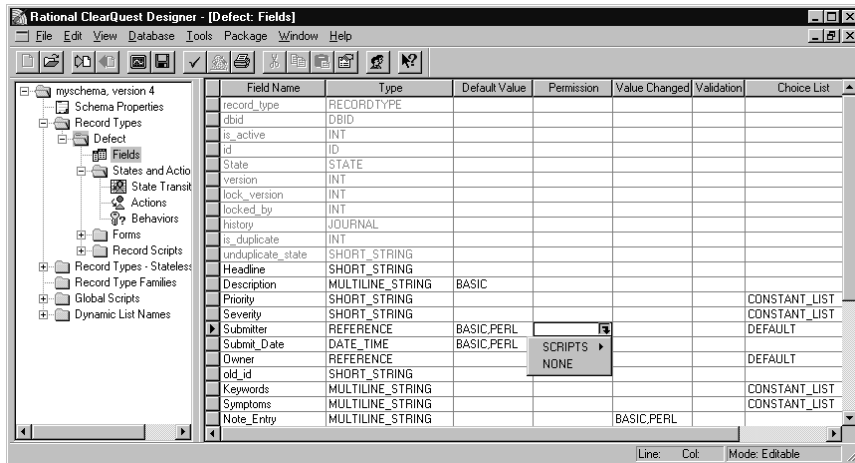 Rational ClearQuest Designer - [Defect: Fields]
File Edit View Database Tools Package Window Help
myschema, version 4
Schema Properties
Record Types
Defect
Fields
States and Actio
State Transit
Actions
Behaviors
Forms
Record Scripts
Record Types - Stateless
Record Type Families
Global Scripts
Dynamic List Names
Field Name Type Default Value Permission Value Changed Validation Choice List
record_type RECORDTYPE
dbid DBID
is_active INT
id ID
State STATE
version INT
lock_version INT
locked_by INT
history JOURNAL
is_duplicate INT
unduplicate_state SHORT_STRING
Headline SHORT_STRING
Description MULTILINE_STRING BASIC
Priority SHORT_STRING CONSTANT_LIST
Severity SHORT_STRING CONSTANT_LIST
Submitter REFERENCE BASIC,PERL DEFAULT
Submit_Date DATE_TIME BASIC,PERL
SCRIPTS
NONE
Owner REFERENCE DEFAULT
old_id SHORT_STRING
Keywords MULTILINE_STRING CONSTANT_LIST
Symptoms MULTILINE_STRING CONSTANT_LIST
Note_Entry MULTILINE_STRING BASIC,PERL
Line: Col: Mode: Editable